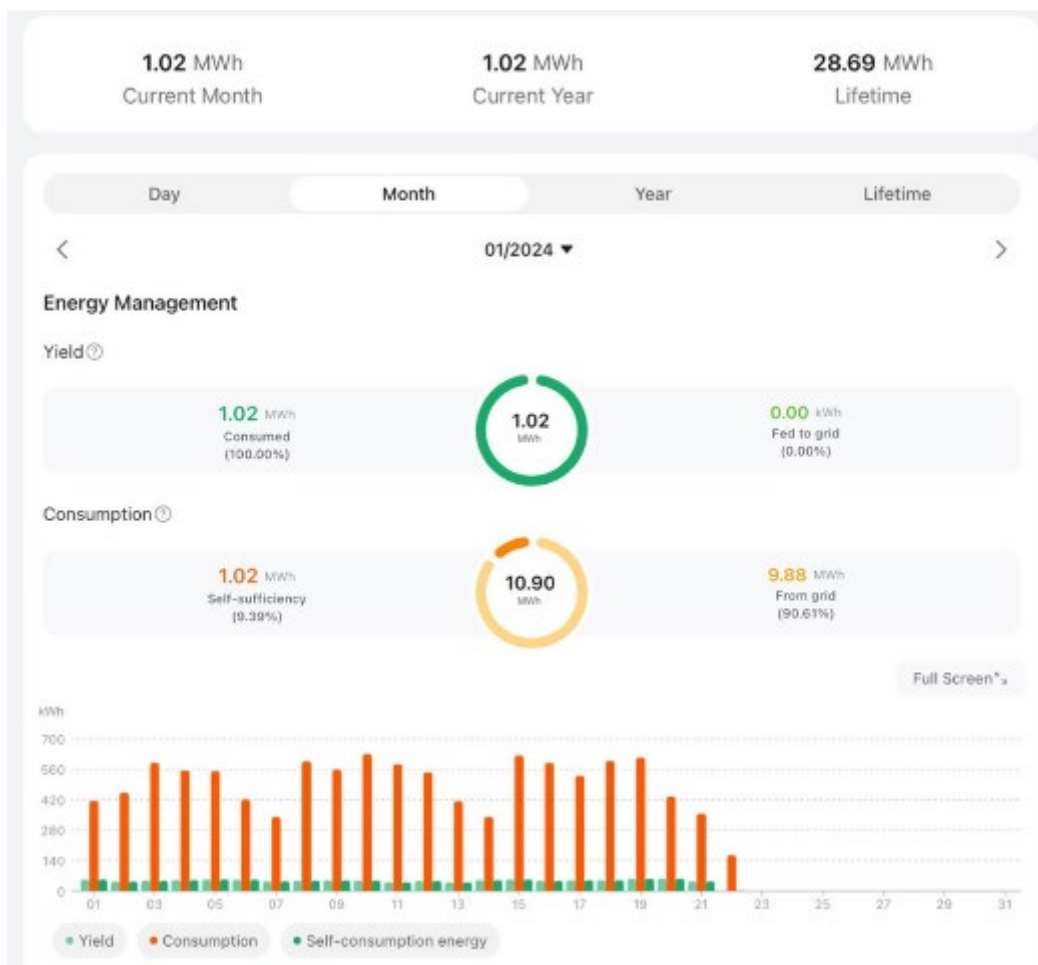 1.02 MWh 1.02 MWh 28.69 MWh
Current Month Current Year Lifetime
Day Month Year Lifetime
01/2024
Energy Management
Yield
1.02 MWh 1.02 0.00 kWh
Consumed MWh Fed to grid
(100.00%) (0.00%)
Consumption
1.02 MWh 10.90 9.88 MWh
Self-sufficiency MWh From grid
(9.39%) (90.61%)
Full Screen
kWh
700
560
420
280
140
0
01 03 05 07 09 11 13 15 17 19 21 23 25 27 29 31
Yield Consumption Self-consumption energy